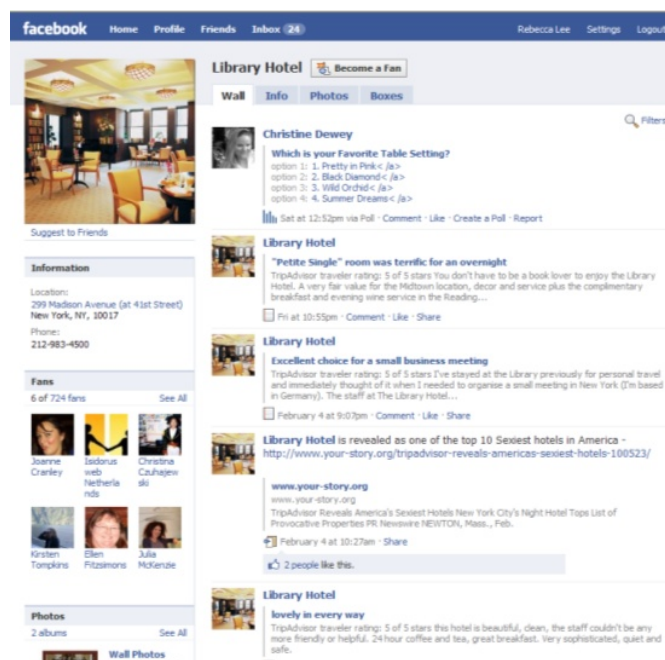 facebook Home Profile Friends Inbox 24 Rebecca Lee Settings Logout
Library Hotel Become a Fan
Wall Info Photos Boxes
Filters
Suggest to Friends
Information
Location:
299 Madison Avenue (at 41st Street)
New York, NY, 10017
Phone:
212-983-4500
Fans
6 of 724 fans See All
Joanne
Cranley
Isidorus
web
Netherla
nds
Christina
Czuhajew
ski
Kirsten
Tompkins
Ellen
Fitzsimons
Julia
McKenzie
Photos
2 albums See All
Wall Photos
Christine Dewey
Which is your Favorite Table Setting?
option 1: 1. Pretty in Pink< /a>
option 2: 2. Black Diamond< /a>
option 3: 3. Wild Orchid< /a>
option 4: 4. Summer Dreams< /a>
Sat at 12:52pm via Poll · Comment · Like · Create a Poll · Report
Library Hotel
"Petite Single" room was terrific for an overnight
TripAdvisor traveler rating: 5 of 5 stars You don't have to be a book lover to enjoy the Library
Hotel. A very fair value for the Midtown location, decor and service plus the complimentary
breakfast and evening wine service in the Reading...
Fri at 10:55pm · Comment · Like · Share
Library Hotel
Excellent choice for a small business meeting
TripAdvisor traveler rating: 5 of 5 stars I've stayed at the Library previously for personal travel
and immediately thought of it when I needed to organise a small meeting in New York (I'm based
in Germany). The staff at The Library Hotel...
February 4 at 9:07pm · Comment · Like · Share
Library Hotel is revealed as one of the top 10 Sexiest hotels in America -
http://www.your-story.org/tripadvisor-reveals-americas-sexiest-hotels-100523/
www.your-story.org
www.your-story.org
TripAdvisor Reveals America's Sexiest Hotels New York City's Night Hotel Tops List of
Provocative Properties PR Newswire NEWTON, Mass., Feb.
February 4 at 10:27am · Share
2 people like this.
Library Hotel
lovely in every way
TripAdvisor traveler rating: 5 of 5 stars this hotel is beautiful, clean, the staff couldn't be any
more friendly or helpful. 24 hour coffee and tea, great breakfast. Very sophisticated, quiet and
safe.